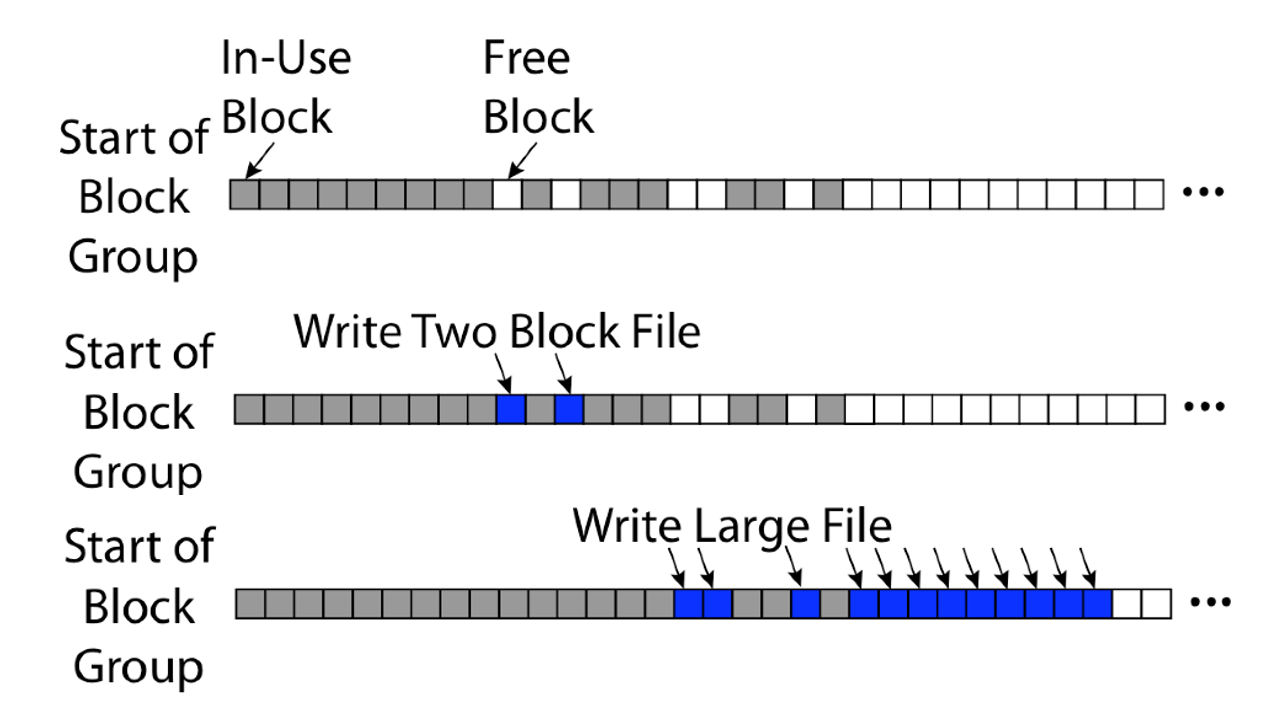 In-Use
Block
Free
Block
Start of
Block
Group
...
Write Two Block File
Start of
Block
Group
...
Write Large File
Start of
Block
Group
...